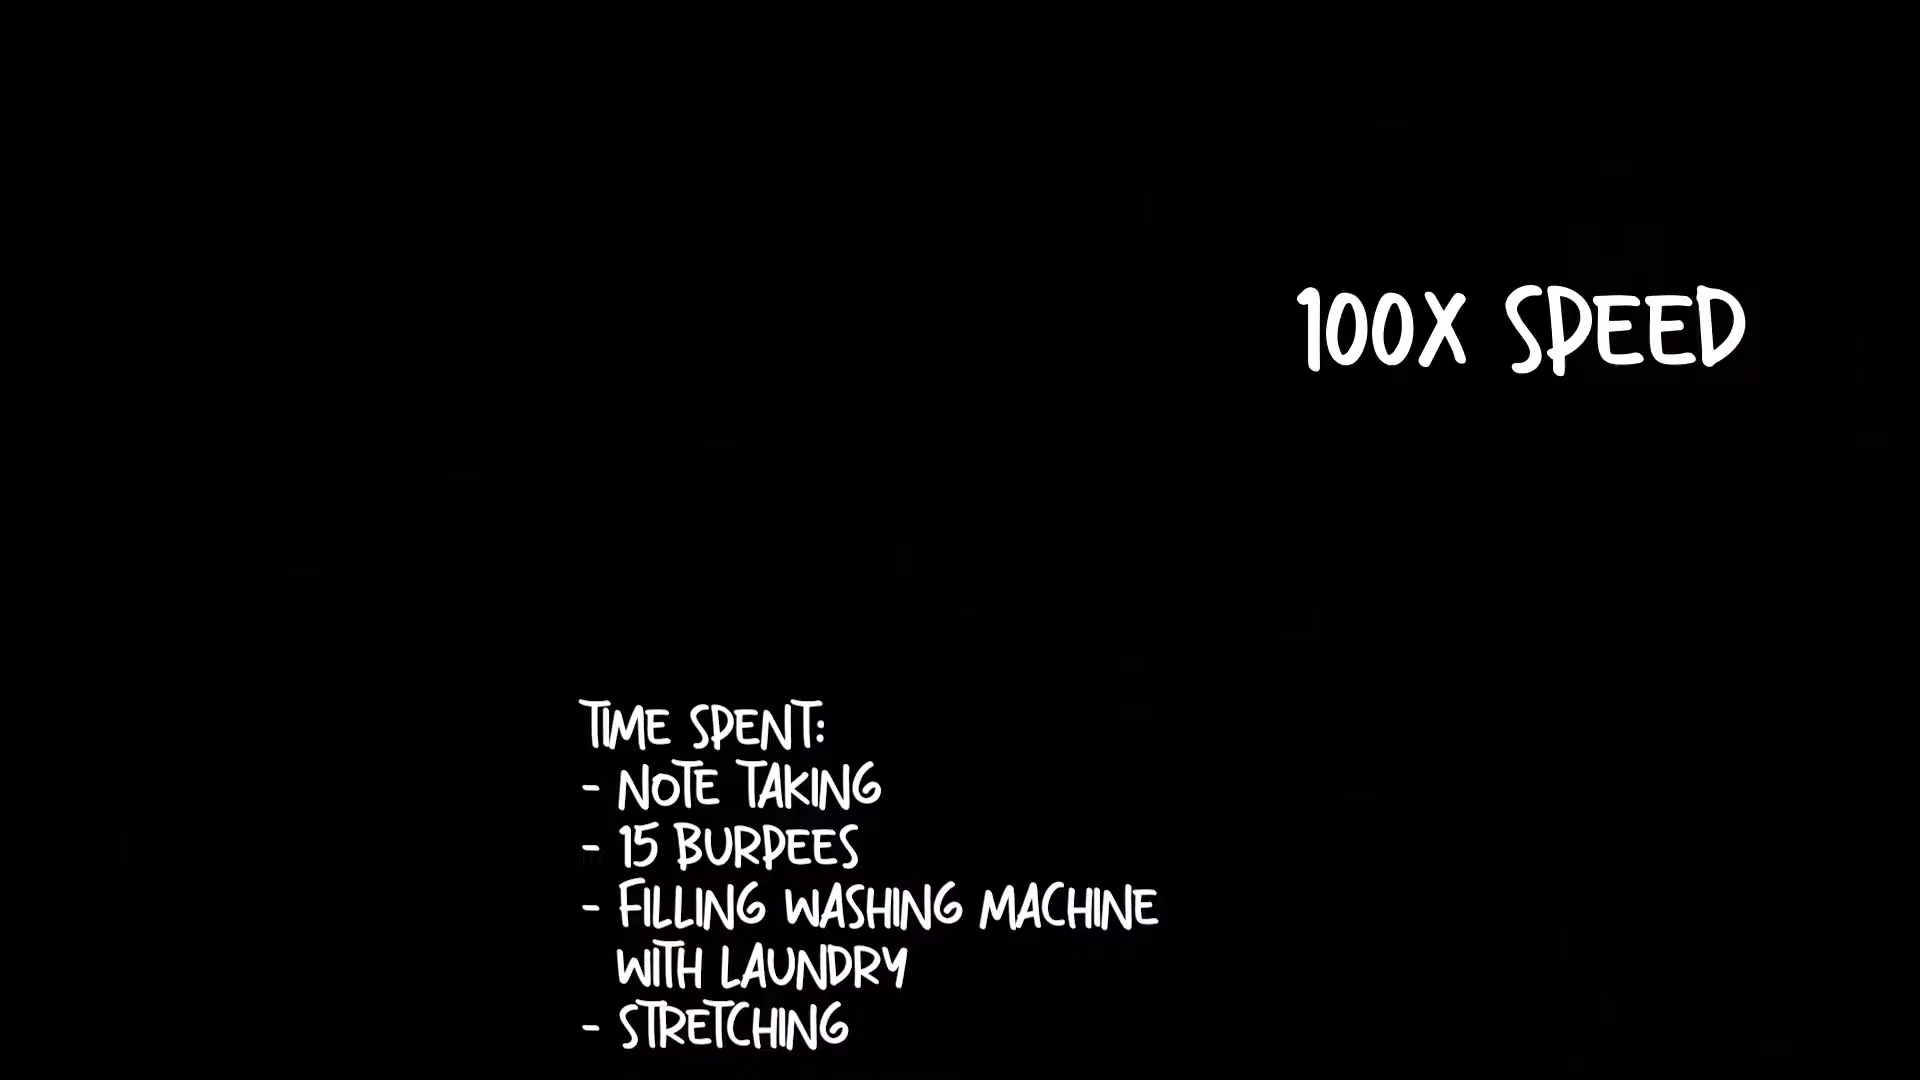 100X SPEED
TIME SPENT:
- NOTE TAKING
- 15 BURPEES
- FILLING WASHING MACHINE
WITH LAUNDRY
- STRETCHING